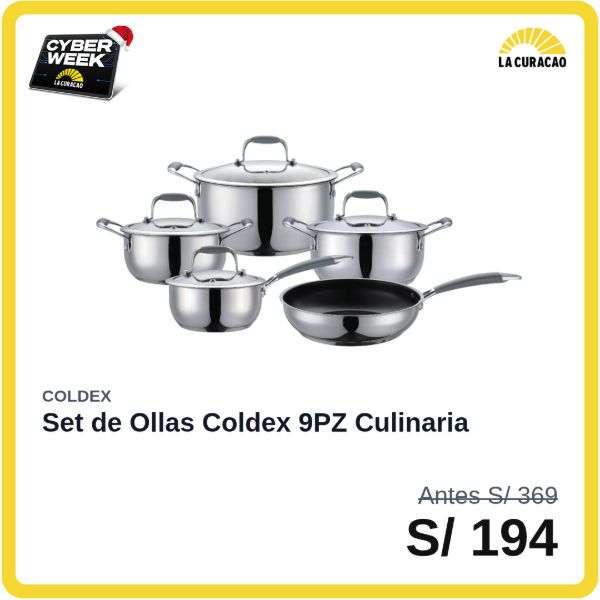 CYBER
WEEK
LA CURACAO
LA CURACAO
COLDEX
Set de Ollas Coldex 9PZ Culinaria
Antes S/ 369
S/ 194